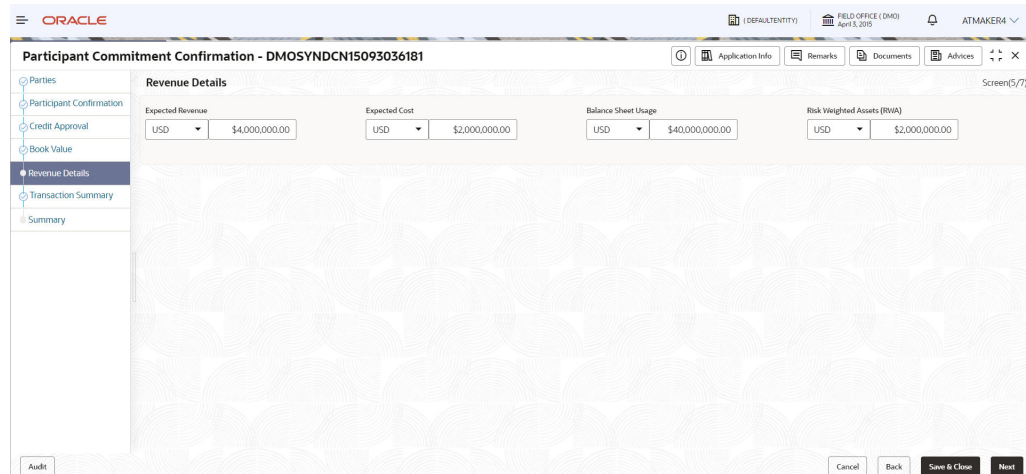 ORACLE
( DEFAULTENTITY)
FIELD OFFICE ( DMO)
April 3, 2015
ATMAKER4
Participant Commitment Confirmation - DMOSYNDCN15093036181
Application Info
Remarks
Documents
Advices
Parties
Participant Confirmation
Credit Approval
Book Value
Revenue Details
Transaction Summary
Summary
Revenue Details
Screen(5/7)
Expected Revenue
Expected Cost
Balance Sheet Usage
Risk Weighted Assets (RWA)
USD $4,000,000.00
USD $2,000,000.00
USD $40,000,000.00
USD $2,000,000.00
Audit
Cancel
Back
Save & Close
Next